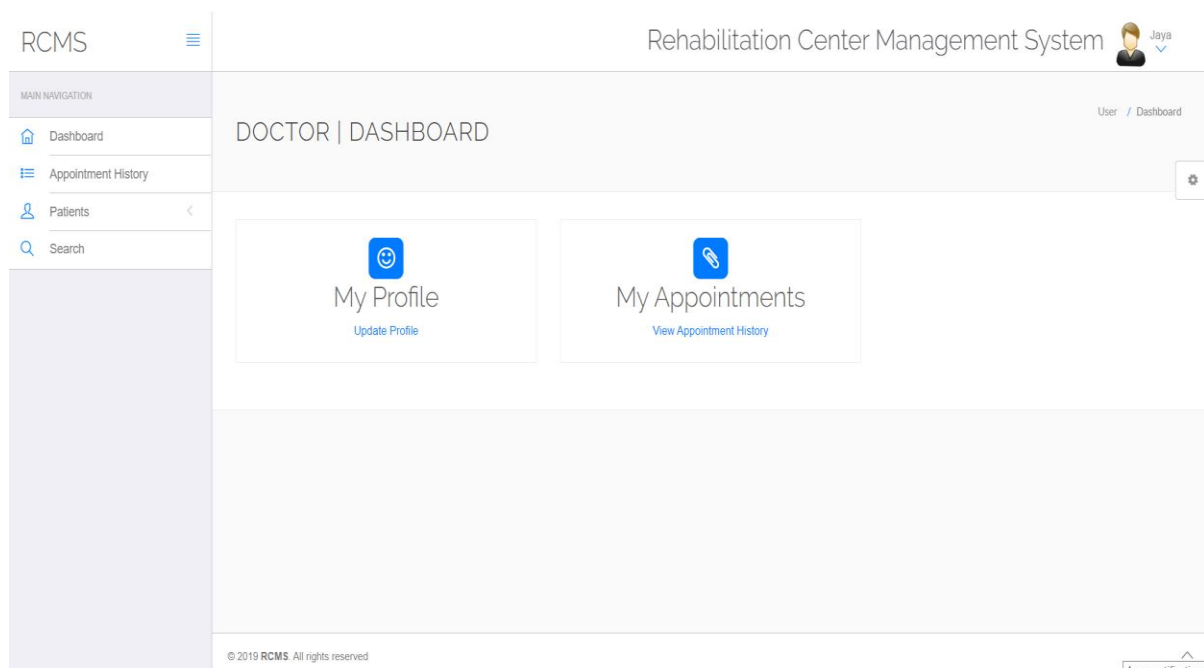 RCMS
Rehabilitation Center Management System
Jaya
MAIN NAVIGATION
Dashboard
Appointment History
Patients
Search
DOCTOR | DASHBOARD
User / Dashboard
My Profile
Update Profile
My Appointments
View Appointment History
© 2019 RCMS. All rights reserved